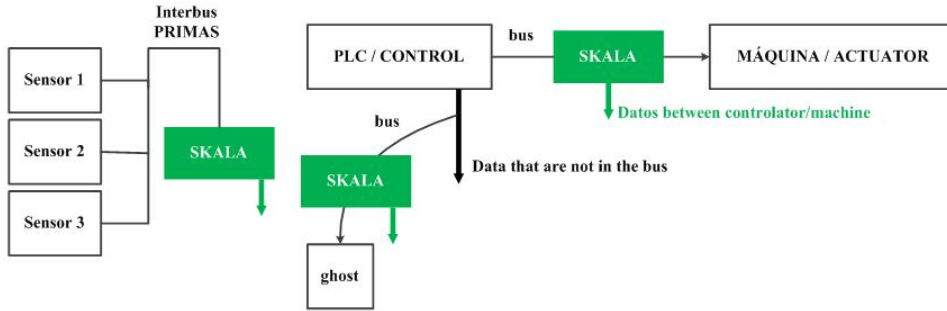 Interbus
PRIMAS
Sensor 1
Sensor 2
Sensor 3
SKALA
PLC / CONTROL
bus
SKALA
MÁQUINA / ACTUATOR
Datos between controlator/machine
bus
Data that are not in the bus
SKALA
ghost